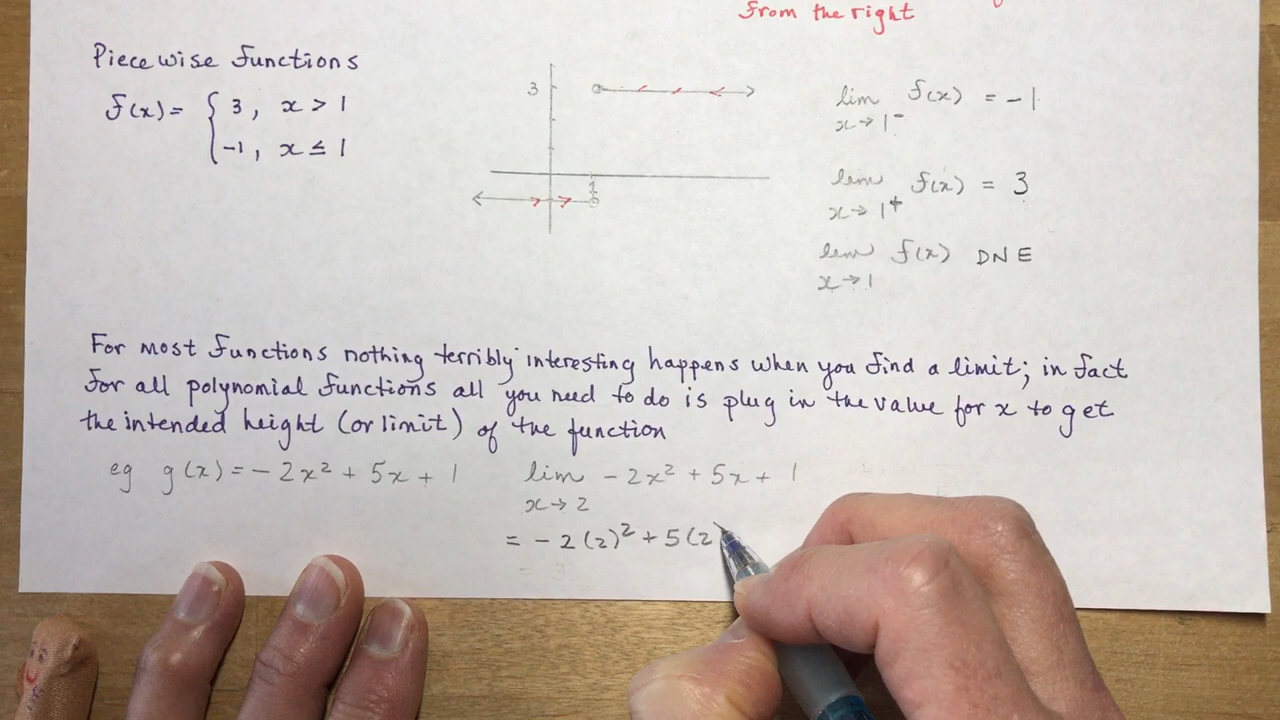 from the right
Piecewise functions
f(x) = { 3, x > 1
-1, x ≤ 1
3
1
lim f(x) = -1
x→1⁻
lim f(x) = 3
x→1⁺
lim f(x) DNE
x→1
For most functions nothing terribly interesting happens when you find a limit; in fact
for all polynomial functions all you need to do is plug in the value for x to get
the intended height (or limit) of the function
eg g(x) = -2x² + 5x + 1
lim -2x² + 5x + 1
x→2
= -2(2)² + 5(2)